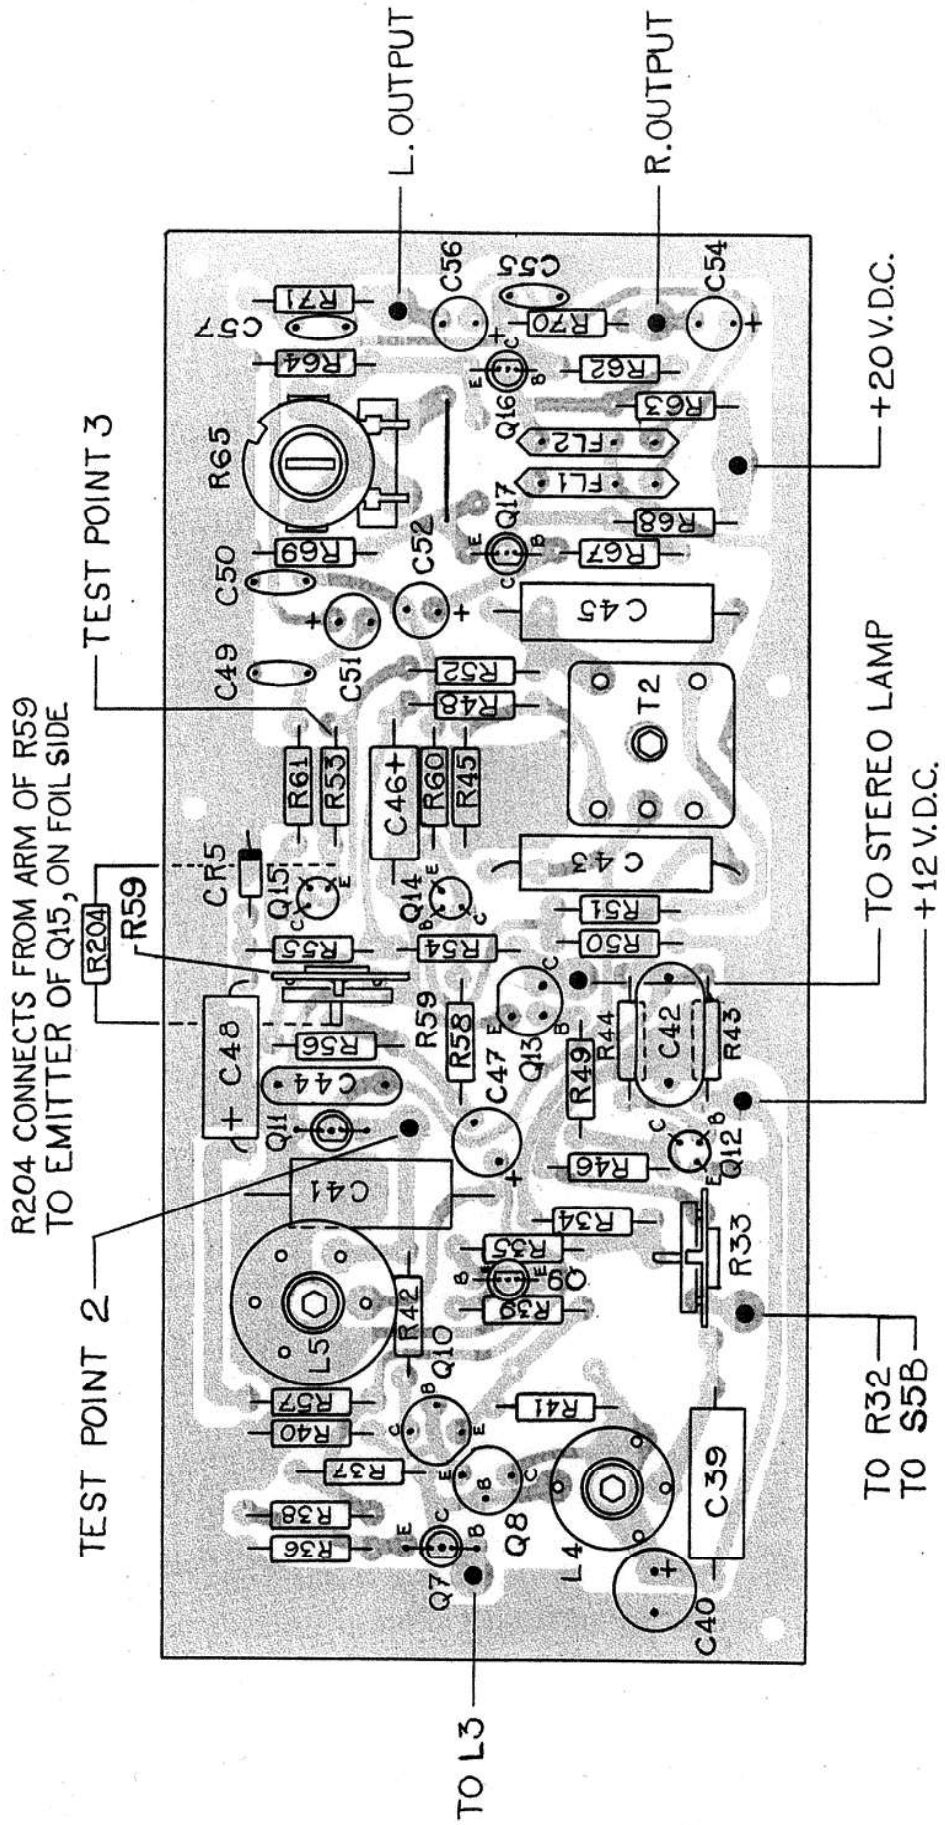 R204 CONNECTS FROM ARM OF R59
TO EMITTER OF Q15, ON FOIL SIDE
TEST POINT 2
R204
R59
TEST POINT 3
CR5
C49
C50
R65
C57
R36
R38
R37
R40
R57
L5
C41
Q11
C44
R56
C48
+
R55
Q15
C
E
R61
R53
C51
+
R69
R64
R71
L. OUTPUT
Q7
E
C
B
Q10
C
B
E
R42
R59
R54
Q14
B
C
E
C46+
R60
R45
R48
R52
C52
+
C56
+
Q8
E
B
C
R41
R39
Q9
B
E
R35
R34
C47
+
R58
Q13
E
B
C
R49
R46
Q17
E
C
B
Q16
E
C
B
C55
R70
TO L3
L4
R50
R51
C43
T2
C45
R67
R68
FL1
FL2
R63
R62
R. OUTPUT
C40
+
C39
R33
Q12
C
B
E
R44
C42
R43
C54
+
TO R32
TO S5B
+12 V.D.C.
TO STEREO LAMP
+20 V.D.C.